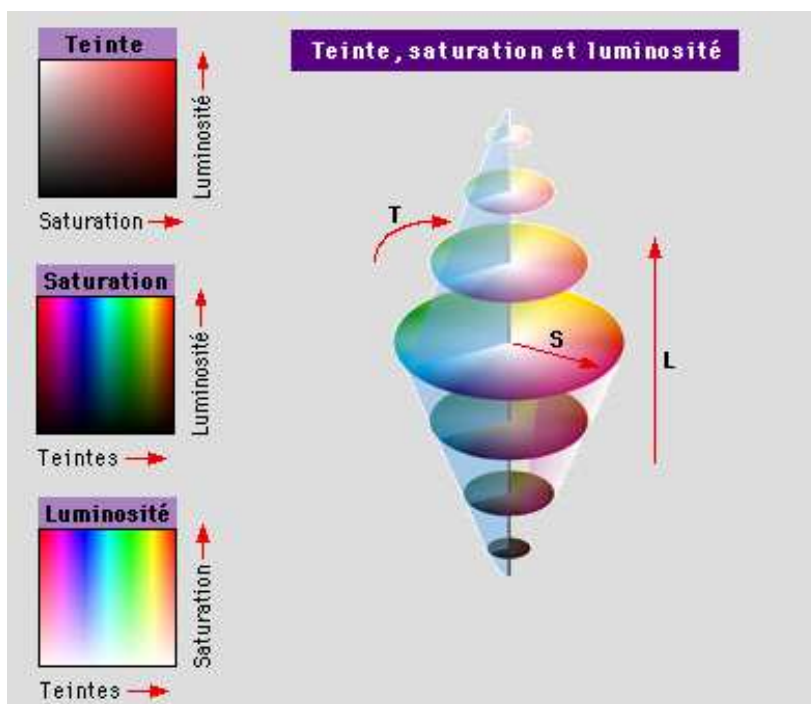 Teinte
Luminosité
Saturation
Saturation
Luminosité
Teintes
Luminosité
Saturation
Teintes
Teinte, saturation et luminosité
T
S
L